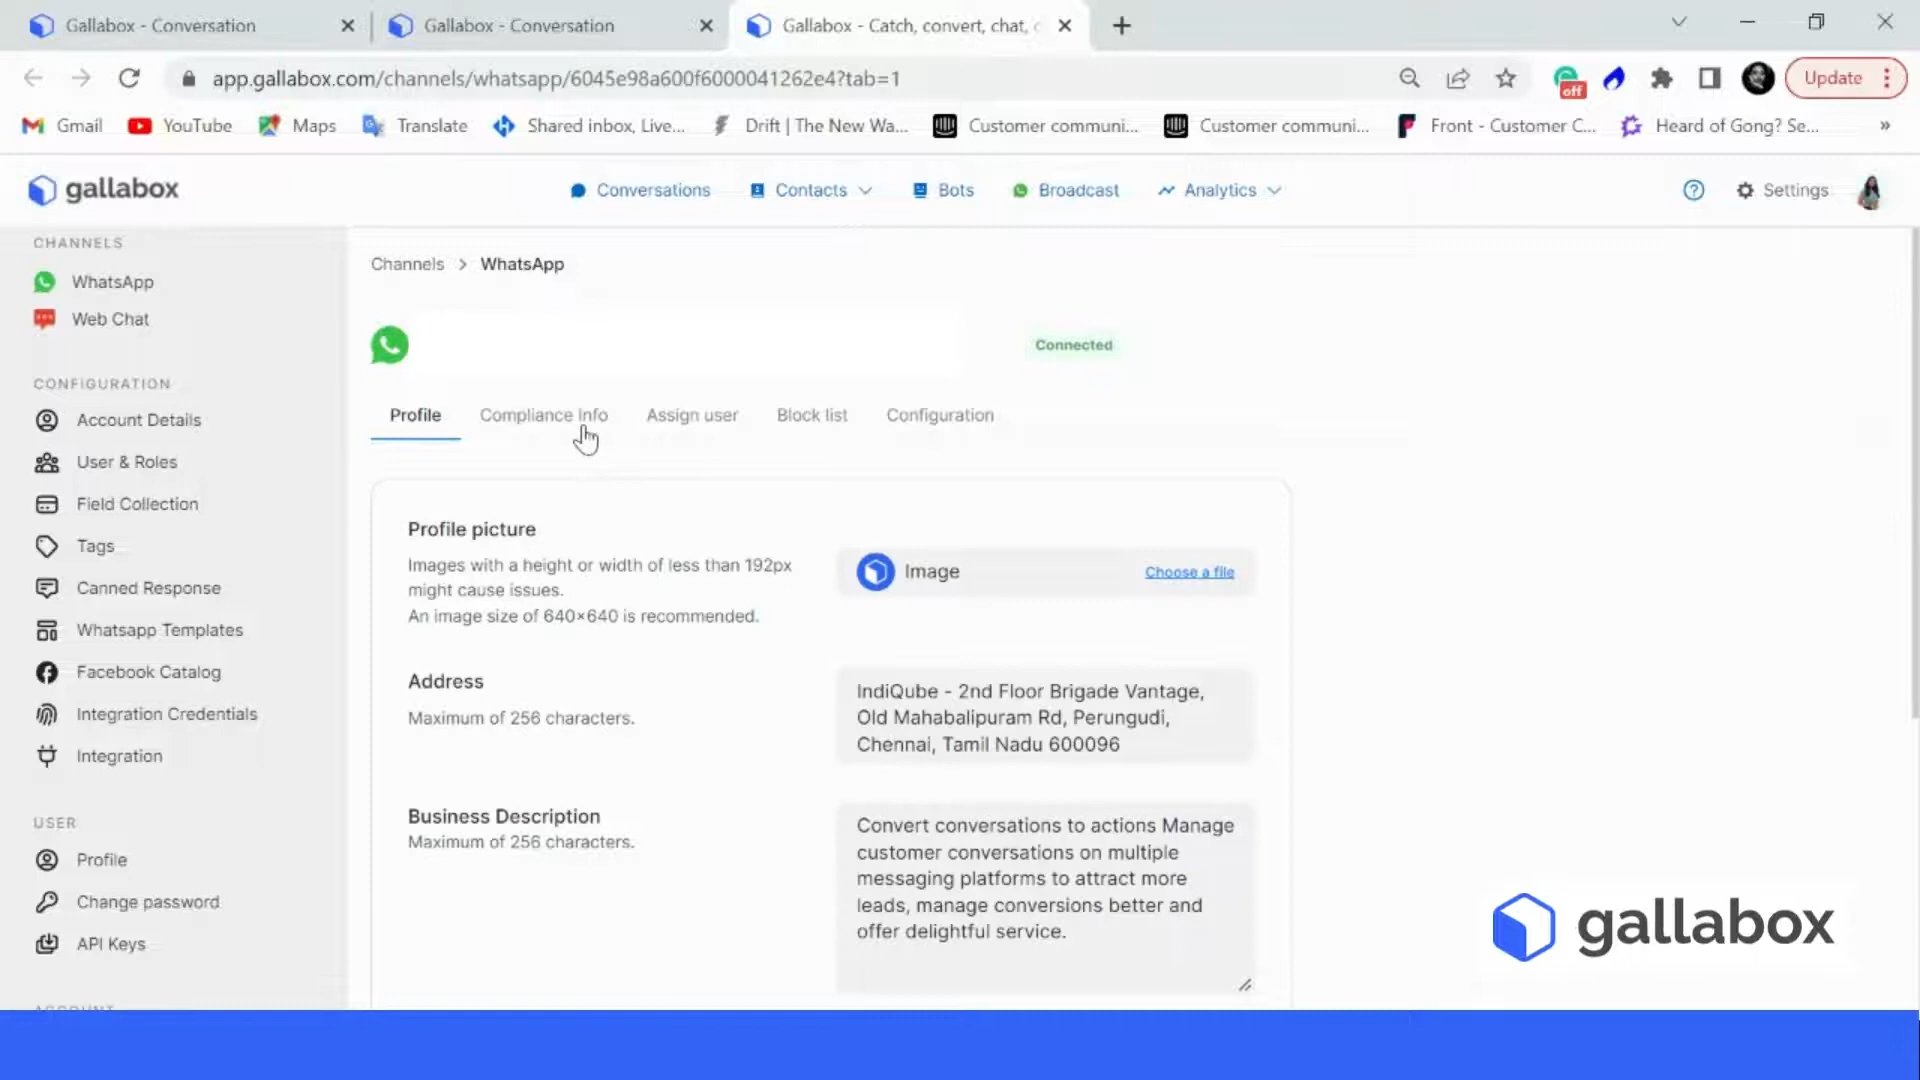 Gallabox - Conversation
Gallabox - Conversation
Gallabox - Catch, convert, chat,
app.gallabox.com/channels/whatsapp/6045e98a600f6000041262e4?tab=1
off
Update
Gmail
YouTube
Maps
Translate
Shared inbox, Live...
Drift | The New Wa...
Customer communi...
Customer communi...
Front - Customer C...
Heard of Gong? Se...
»
gallabox
Conversations
Contacts
Bots
Broadcast
Analytics
Settings
CHANNELS
WhatsApp
Web Chat
CONFIGURATION
Account Details
User & Roles
Field Collection
Tags
Canned Response
Whatsapp Templates
Facebook Catalog
Integration Credentials
Integration
USER
Profile
Change password
API Keys
ACCOUNT
Channels > WhatsApp
Connected
Profile
Compliance Info
Assign user
Block list
Configuration
Profile picture
Images with a height or width of less than 192px
might cause issues.
An image size of 640×640 is recommended.
Image
Choose a file
Address
Maximum of 256 characters.
IndiQube - 2nd Floor Brigade Vantage,
Old Mahabalipuram Rd, Perungudi,
Chennai, Tamil Nadu 600096
Business Description
Maximum of 256 characters.
Convert conversations to actions Manage
customer conversations on multiple
messaging platforms to attract more
leads, manage conversions better and
offer delightful service.
gallabox